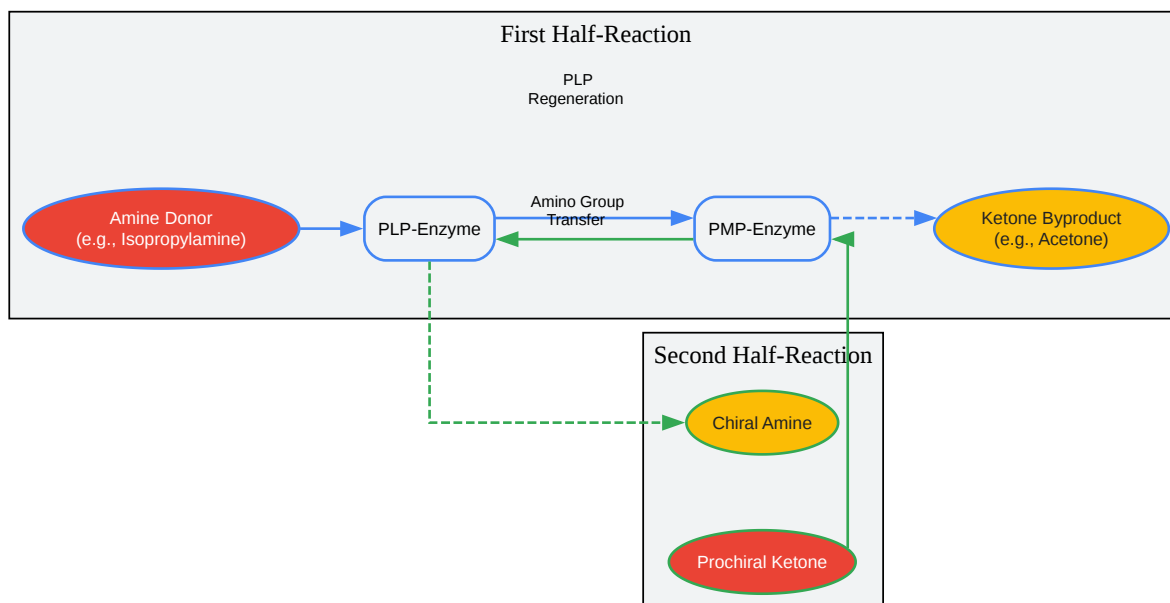 First Half-Reaction
PLP
Regeneration
Amine Donor
(e.g., Isopropylamine)
PLP-Enzyme
Amino Group
Transfer
PMP-Enzyme
Ketone Byproduct
(e.g., Acetone)
Second Half-Reaction
Chiral Amine
Prochiral Ketone